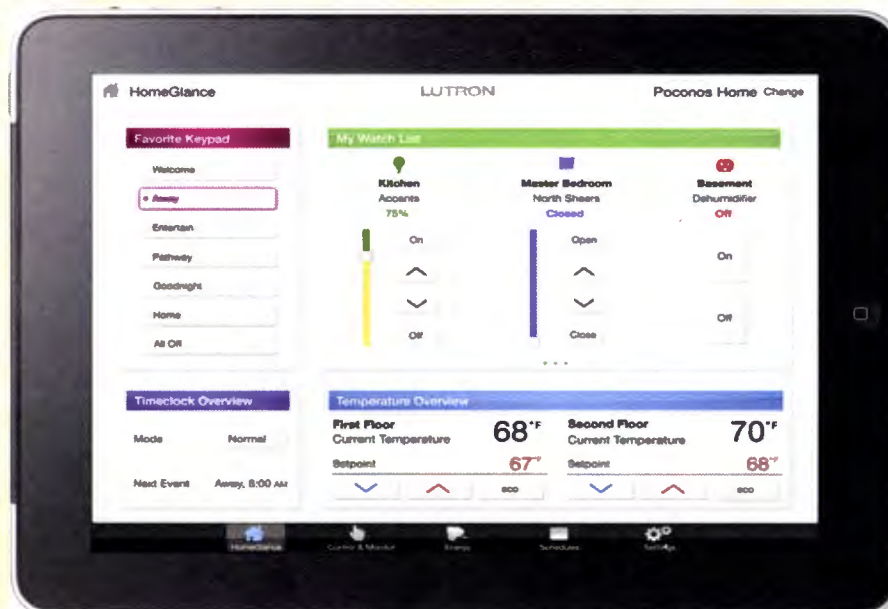 HomeGlance
LUTRON
Poconos Home Change
Favorite Keypad
Welcome
Away
Entertain
Pathway
Goodnight
Home
All Off
My Watch List
Kitchen
Accents
75%
On
Off
Master Bedroom
North Sheers
Closed
Open
Close
Basement
Dehumidifier
Off
On
Off
Timeclock Overview
Mode Normal
Next Event Away, 8:00 AM
Temperature Overview
First Floor
Current Temperature 68°F
Setpoint 67°F
eco
Second Floor
Current Temperature 70°F
Setpoint 68°F
eco
HomeGlance Control & Monitor Energy Schedules Settings